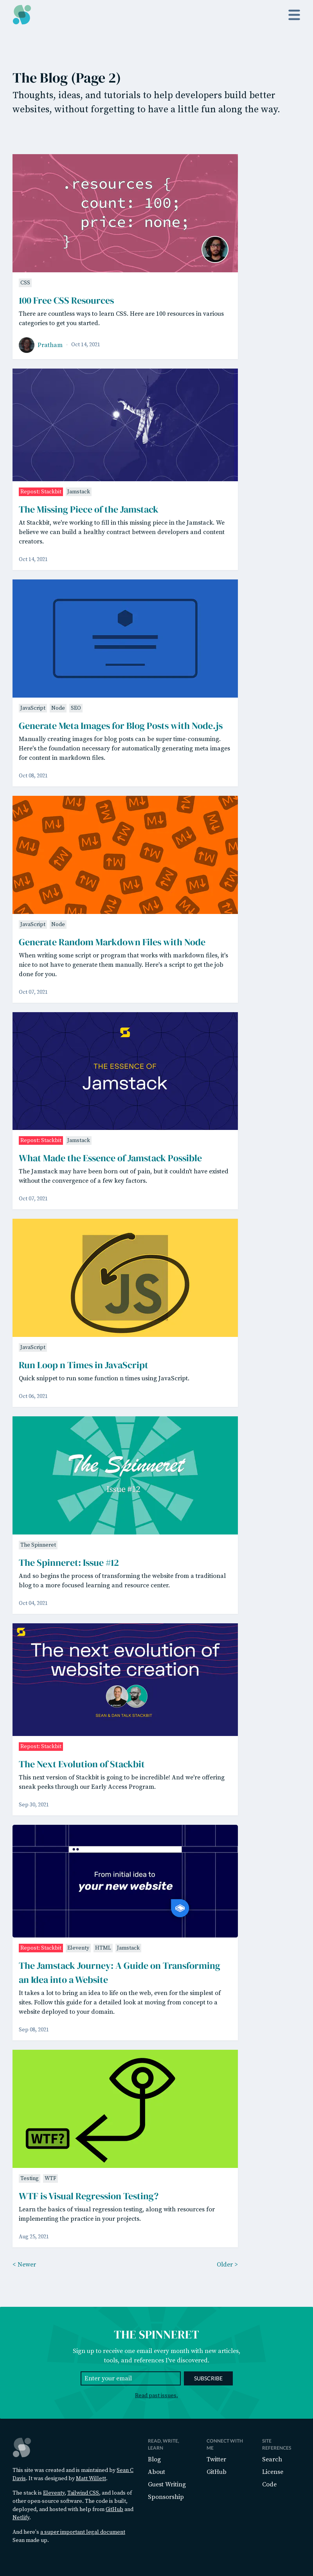 The Blog (Page 2)
Thoughts, ideas, and tutorials to help developers build better
websites, without forgetting to have a little fun along the way.
.resources {
count: 100;
price: none;
}
CSS
100 Free CSS Resources
There are countless ways to learn CSS. Here are 100 resources in various
categories to get you started.
Pratham · Oct 14, 2021
Report: Stackbit Jamstack
The Missing Piece of the Jamstack
At Stackbit, we're working to fill in this missing piece in the Jamstack. We
believe we can build a healthy contract between developers and content
creators.
Oct 14, 2021
JavaScript Node SEO
Generate Meta Images for Blog Posts with Node.js
Manually creating images for blog posts can be super time-consuming.
Here's the foundation necessary for automatically generating meta images
for content in markdown files.
Oct 08, 2021
JavaScript Node
Generate Random Markdown Files with Node
When writing some script or program that works with markdown files, it's
nice to not have to generate them manually. Here's a script to get the job
done for you.
Oct 07, 2021
THE ESSENCE OF
Jamstack
Report: Stackbit Jamstack
What Made the Essence of Jamstack Possible
The Jamstack may have been born out of pain, but it couldn't have existed
without the convergence of a few key factors.
Oct 07, 2021
JS
JavaScript
Run Loop n Times in JavaScript
Quick snippet to run some function n times using JavaScript.
Oct 06, 2021
The Spinneret
Issue #12
The Spinneret
The Spinneret: Issue #12
And so begins the process of transforming the website from a traditional
blog to a more focused learning and resource center.
Oct 04, 2021
The next evolution of
website creation
SEAN & DAN TALK STACKBIT
Report: Stackbit
The Next Evolution of Stackbit
This next version of Stackbit is going to be incredible! And we're offering
sneak peeks through our Early Access Program.
Sep 30, 2021
From initial idea to
your new website
Report: Stackbit Eleventy HTML Jamstack
The Jamstack Journey: A Guide on Transforming
an Idea into a Website
It takes a lot to bring an idea to life on the web, even for the simplest of
sites. Follow this guide for a detailed look at going from concept to a
website deployed to your domain.
Sep 08, 2021
WTF?
Testing WTF
WTF is Visual Regression Testing?
Learn the basics of visual regression testing, along with resources for
implementing the practice in your projects.
Aug 25, 2021
< Newer
Older >
THE SPINNERET
Sign up to receive one email every month with new articles,
tools, and references I've discovered.
Enter your email
SUBSCRIBE
Read past issues.
This site was created and is maintained by Sean C
Davis. It was designed by Matt Willett.
The stack is Eleventy, Tailwind CSS, and loads of
other open-source software. The code is built,
deployed, and hosted with help from GitHub and
Netlify.
And here's a super important legal document
Sean made up.
READ, WRITE,
LEARN
Blog
About
Guest Writing
Sponsorship
CONNECT WITH
ME
Twitter
GitHub
SITE
REFERENCES
Search
License
Code